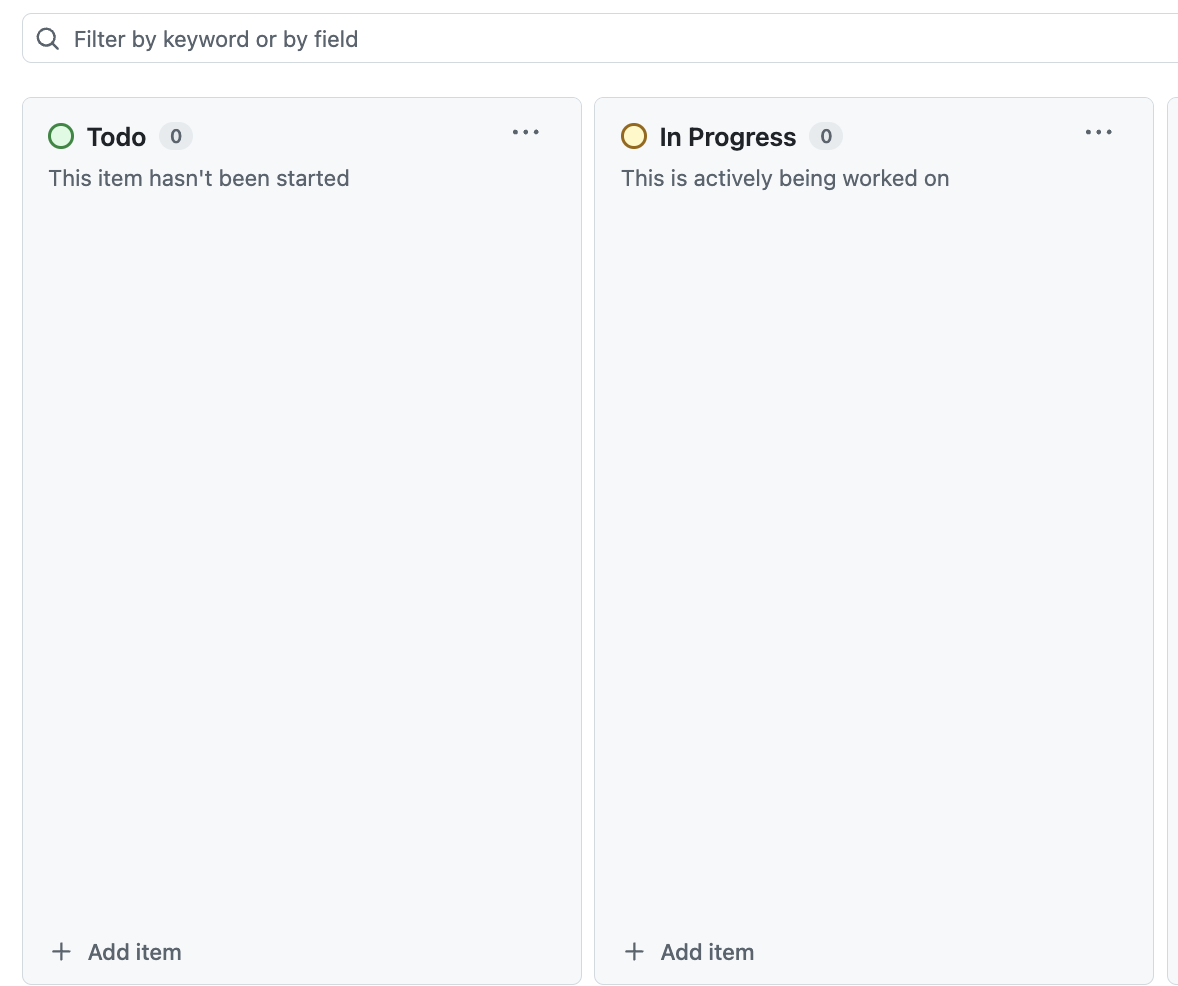 Filter by keyword or by field
Todo 0
This item hasn't been started
In Progress 0
This is actively being worked on
Add item
Add item